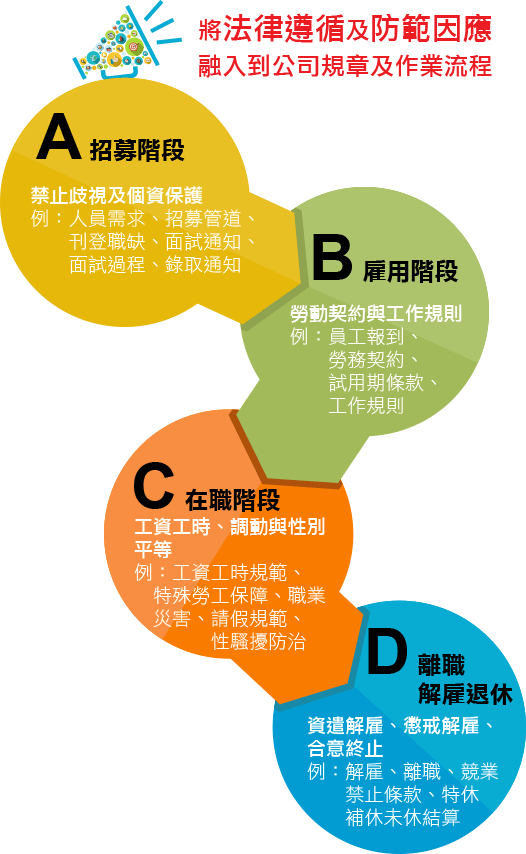 將法律遵循及防範因應
融入到公司規章及作業流程
A 招募階段
禁止歧視及個資保護
例：人員需求、招募管道、
刊登職缺、面試通知、
面試過程、錄取通知
B 雇用階段
勞動契約與工作規則
例：員工報到、
勞務契約、
試用期條款、
工作規則
C 在職階段
工資工時、調動與性別
平等
例：工資工時規範、
特殊勞工保障、職業
災害、請假規範、
性騷擾防治
D 離職
解雇退休
資遣解雇、懲戒解雇、
合意終止
例：解雇、離職、競業
禁止條款、特休
補休未休結算